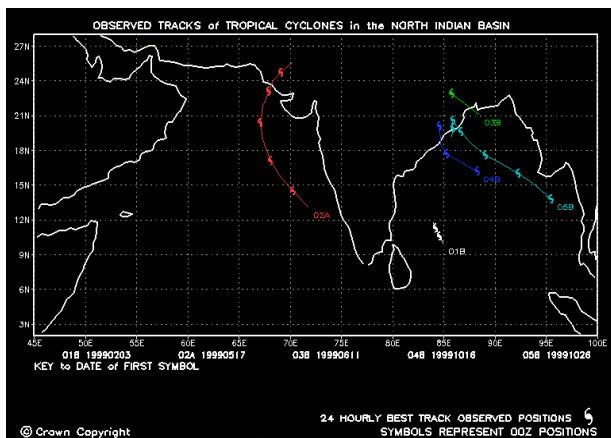 OBSERVED TRACKS of TROPICAL CYCLONES in the NORTH INDIAN BASIN
27N
24N
21N
18N
15N
12N
9N
6N
3N
03B
04B
05B
02A
01B
45E 50E 55E 60E 65E 70E 75E 80E 85E 90E 95E 100E
01B 19990203 02A 19990517 03B 19990611 04B 19991016 05B 19991026
KEY to DATE of FIRST SYMBOL
24 HOURLY BEST TRACK OBSERVED POSITIONS
© Crown Copyright SYMBOLS REPRESENT 00Z POSITIONS